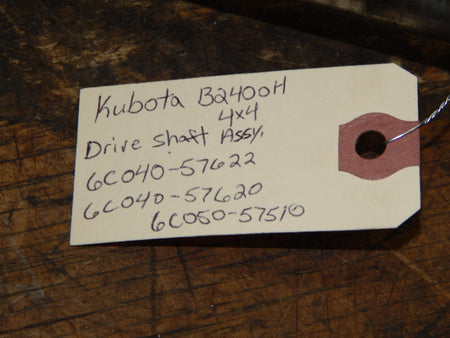 Kubota B2400H
4x4
Drive shaft Assy.
6C040-57622
6C040-57620
6C050-57510